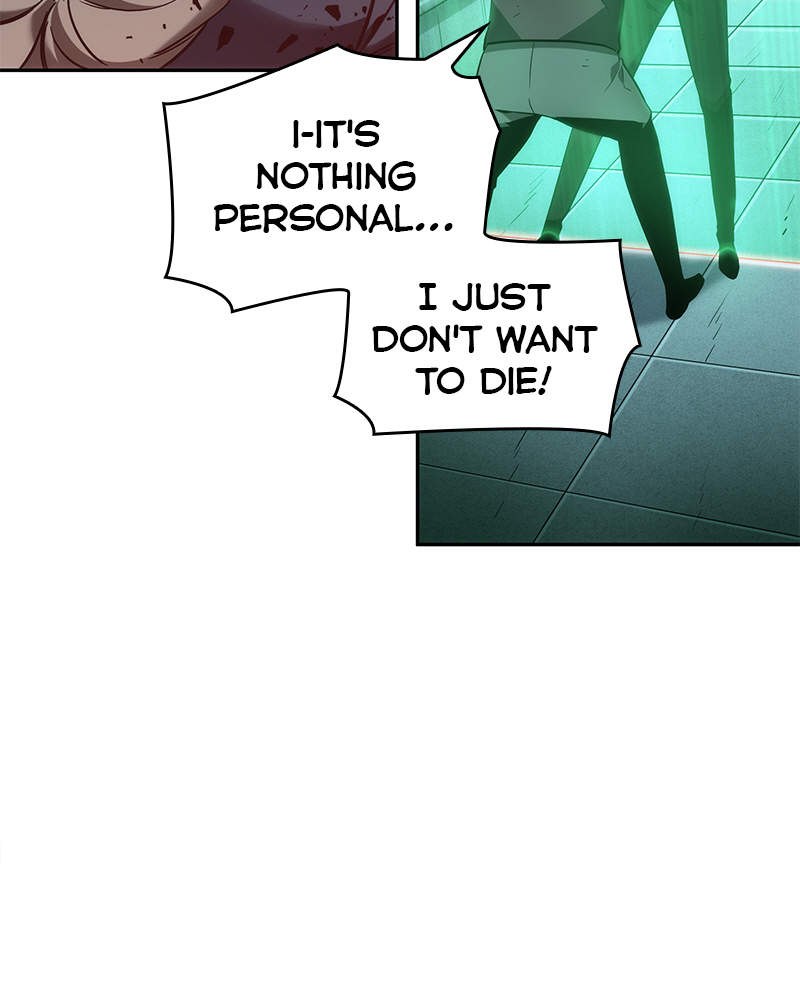 I-IT'S
NOTHING
PERSONAL...
I JUST
DON'T WANT
TO DIE!